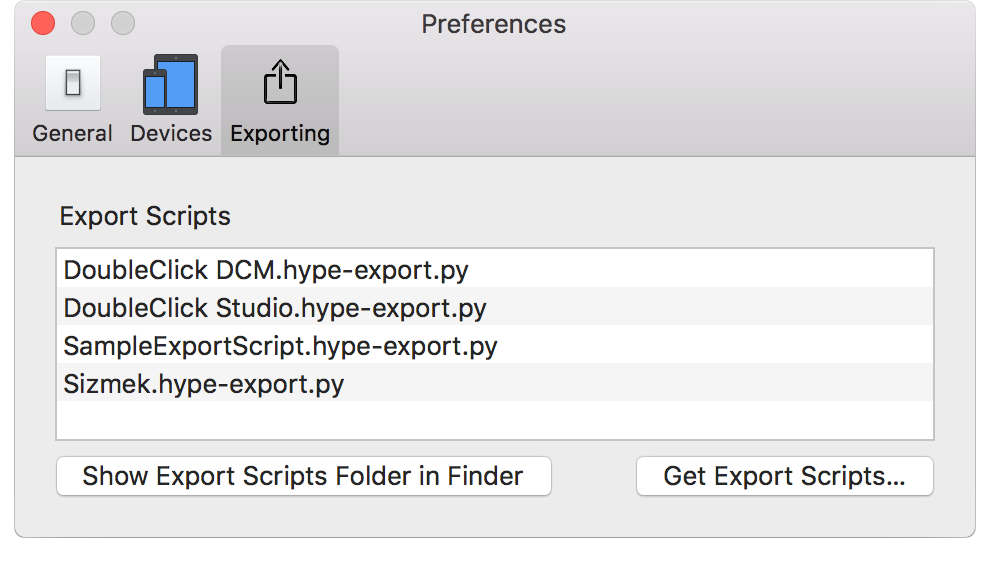 Preferences
General Devices Exporting
Export Scripts
DoubleClick DCM.hype-export.py
DoubleClick Studio.hype-export.py
SampleExportScript.hype-export.py
Sizmek.hype-export.py
Show Export Scripts Folder in Finder Get Export Scripts...